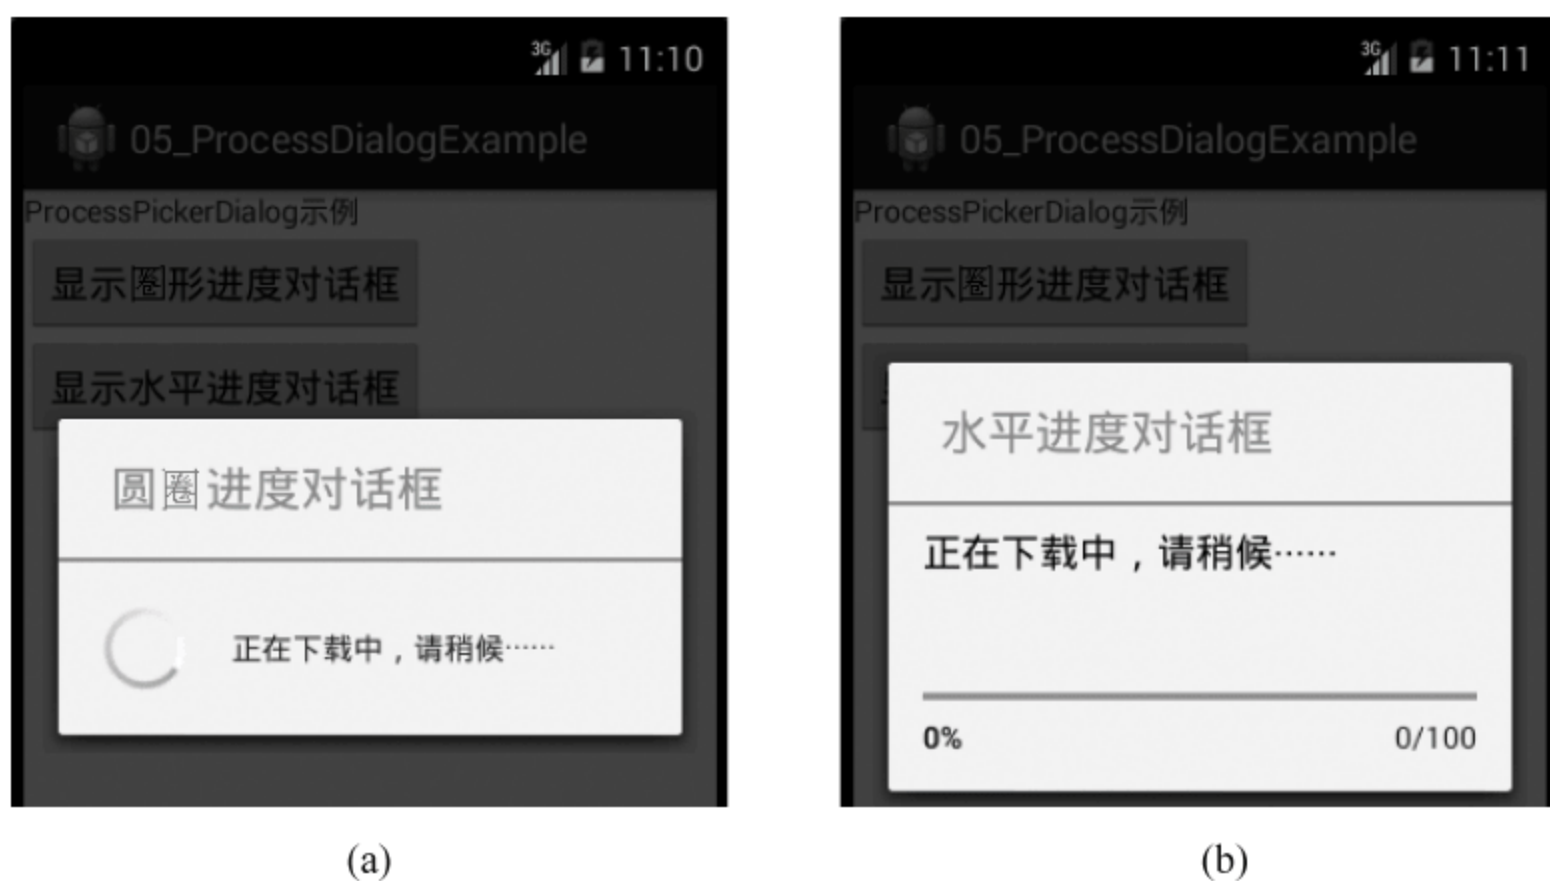 3G 11:10
05_ProcessDialogExample
ProcessPickerDialog示例
显示圈形进度对话框
显示水平进度对话框
圆圈进度对话框
正在下载中，请稍候……
(a)
3G 11:11
05_ProcessDialogExample
ProcessPickerDialog示例
显示圈形进度对话框
水平进度对话框
正在下载中，请稍候……
0% 0/100
(b)